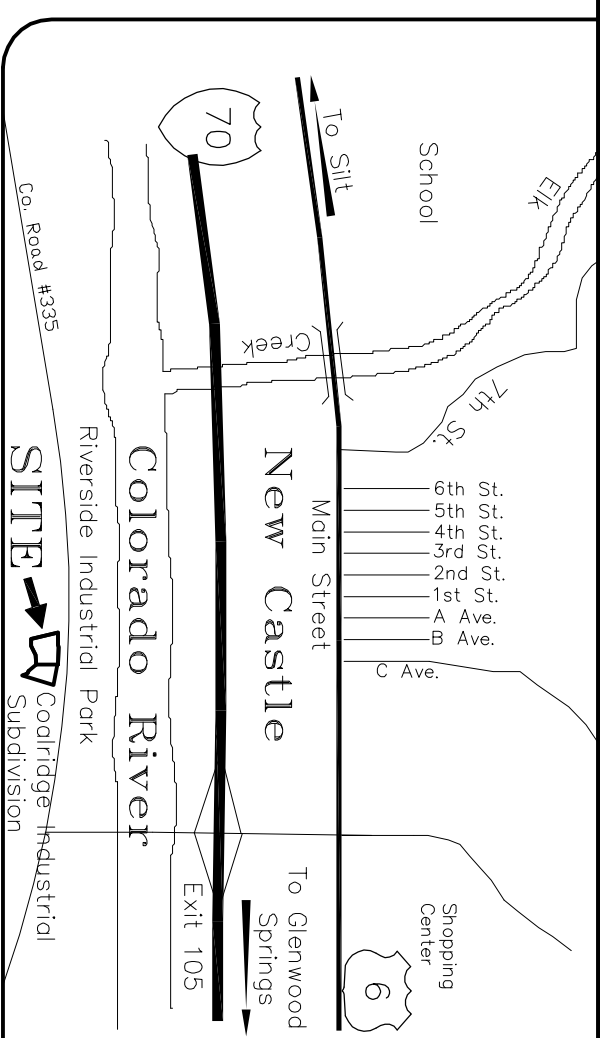 Elk
Creek
School
To Silt
7th St.
6th St.
5th St.
4th St.
3rd St.
2nd St.
1st St.
A Ave.
B Ave.
C Ave.
Shopping
Center
6
Main Street
New Castle
To Glenwood
Springs
70
Exit 105
Colorado River
Riverside Industrial Park
Co. Road #335
SITE
Coalridge Industrial
Subdivision